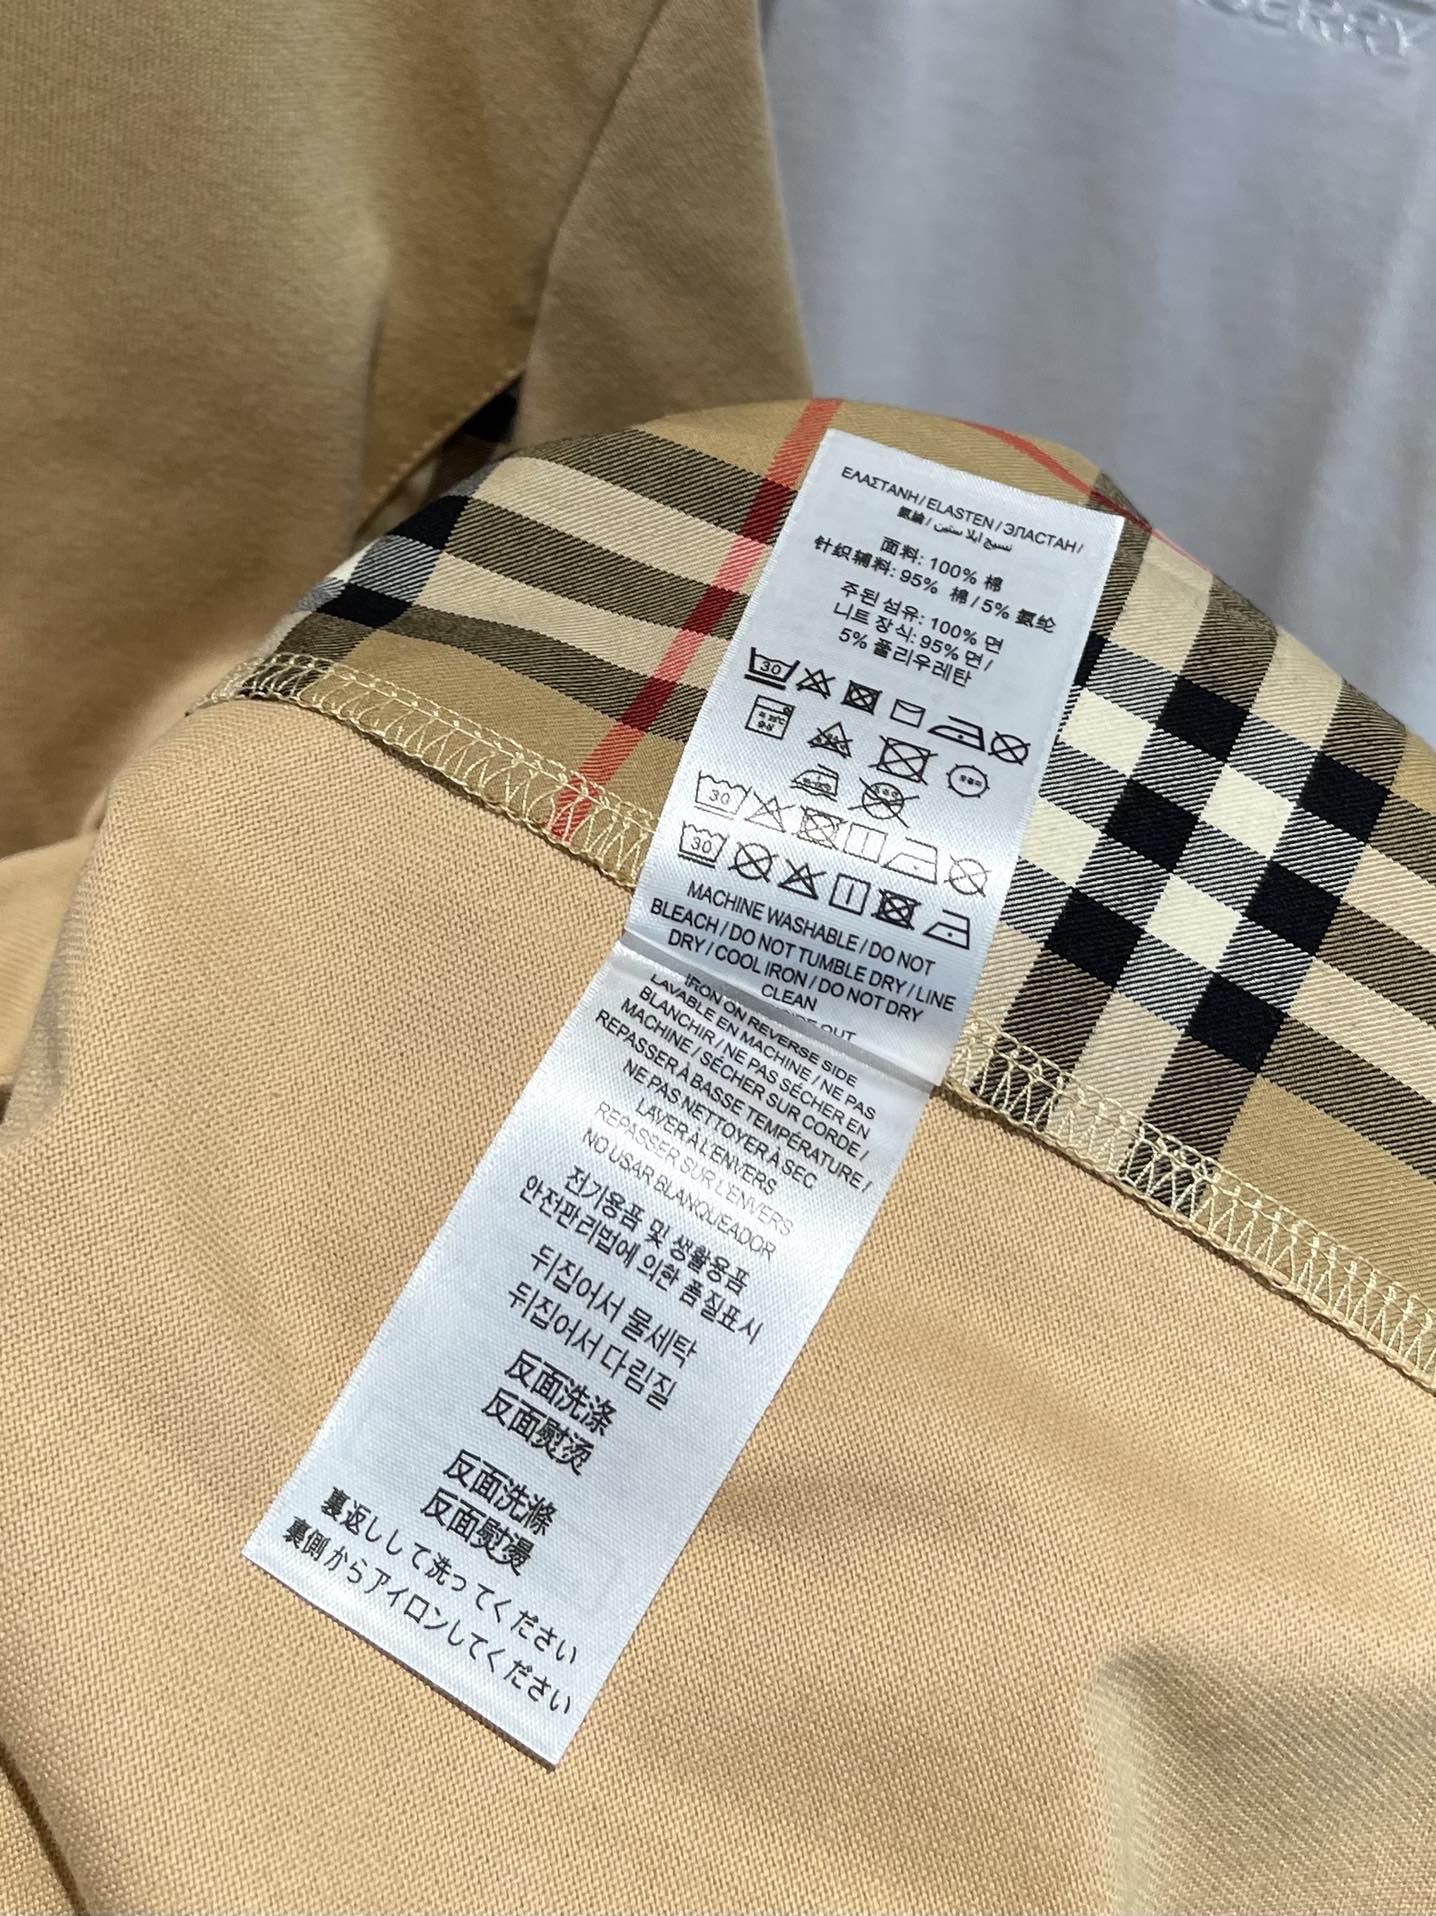 ΕΛΑΣΤΑΝΗ / ELASTEN / ЭЛАСТАН /
氨綸 / نسيج ايلاستين
面料: 100% 棉
针织辅料: 95% 棉 / 5% 氨纶
주된 섬유: 100% 면
니트 장식: 95% 면 /
5% 폴리우레탄
30
30
30
MACHINE WASHABLE / DO NOT
BLEACH / DO NOT TUMBLE DRY / LINE
DRY / COOL IRON / DO NOT DRY
CLEAN
OUT
IRON ON REVERSE SIDE
LAVABLE EN MACHINE / NE PAS
BLANCHIR / NE PAS SÉCHER EN
MACHINE / SÉCHER SUR CORDE /
REPASSER À BASSE TEMPÉRATURE /
NE PAS NETTOYER À SEC
LAVER À L'ENVERS
REPASSER SUR L'ENVERS
NO USAR BLANQUEADOR
전기용품 및 생활용품
안전관리법에 의한 품질표시
뒤집어서 물세탁
뒤집어서 다림질
反面洗涤
反面熨烫
反面洗滌
反面熨燙
裏返しして洗ってください
裏側からアイロンしてください